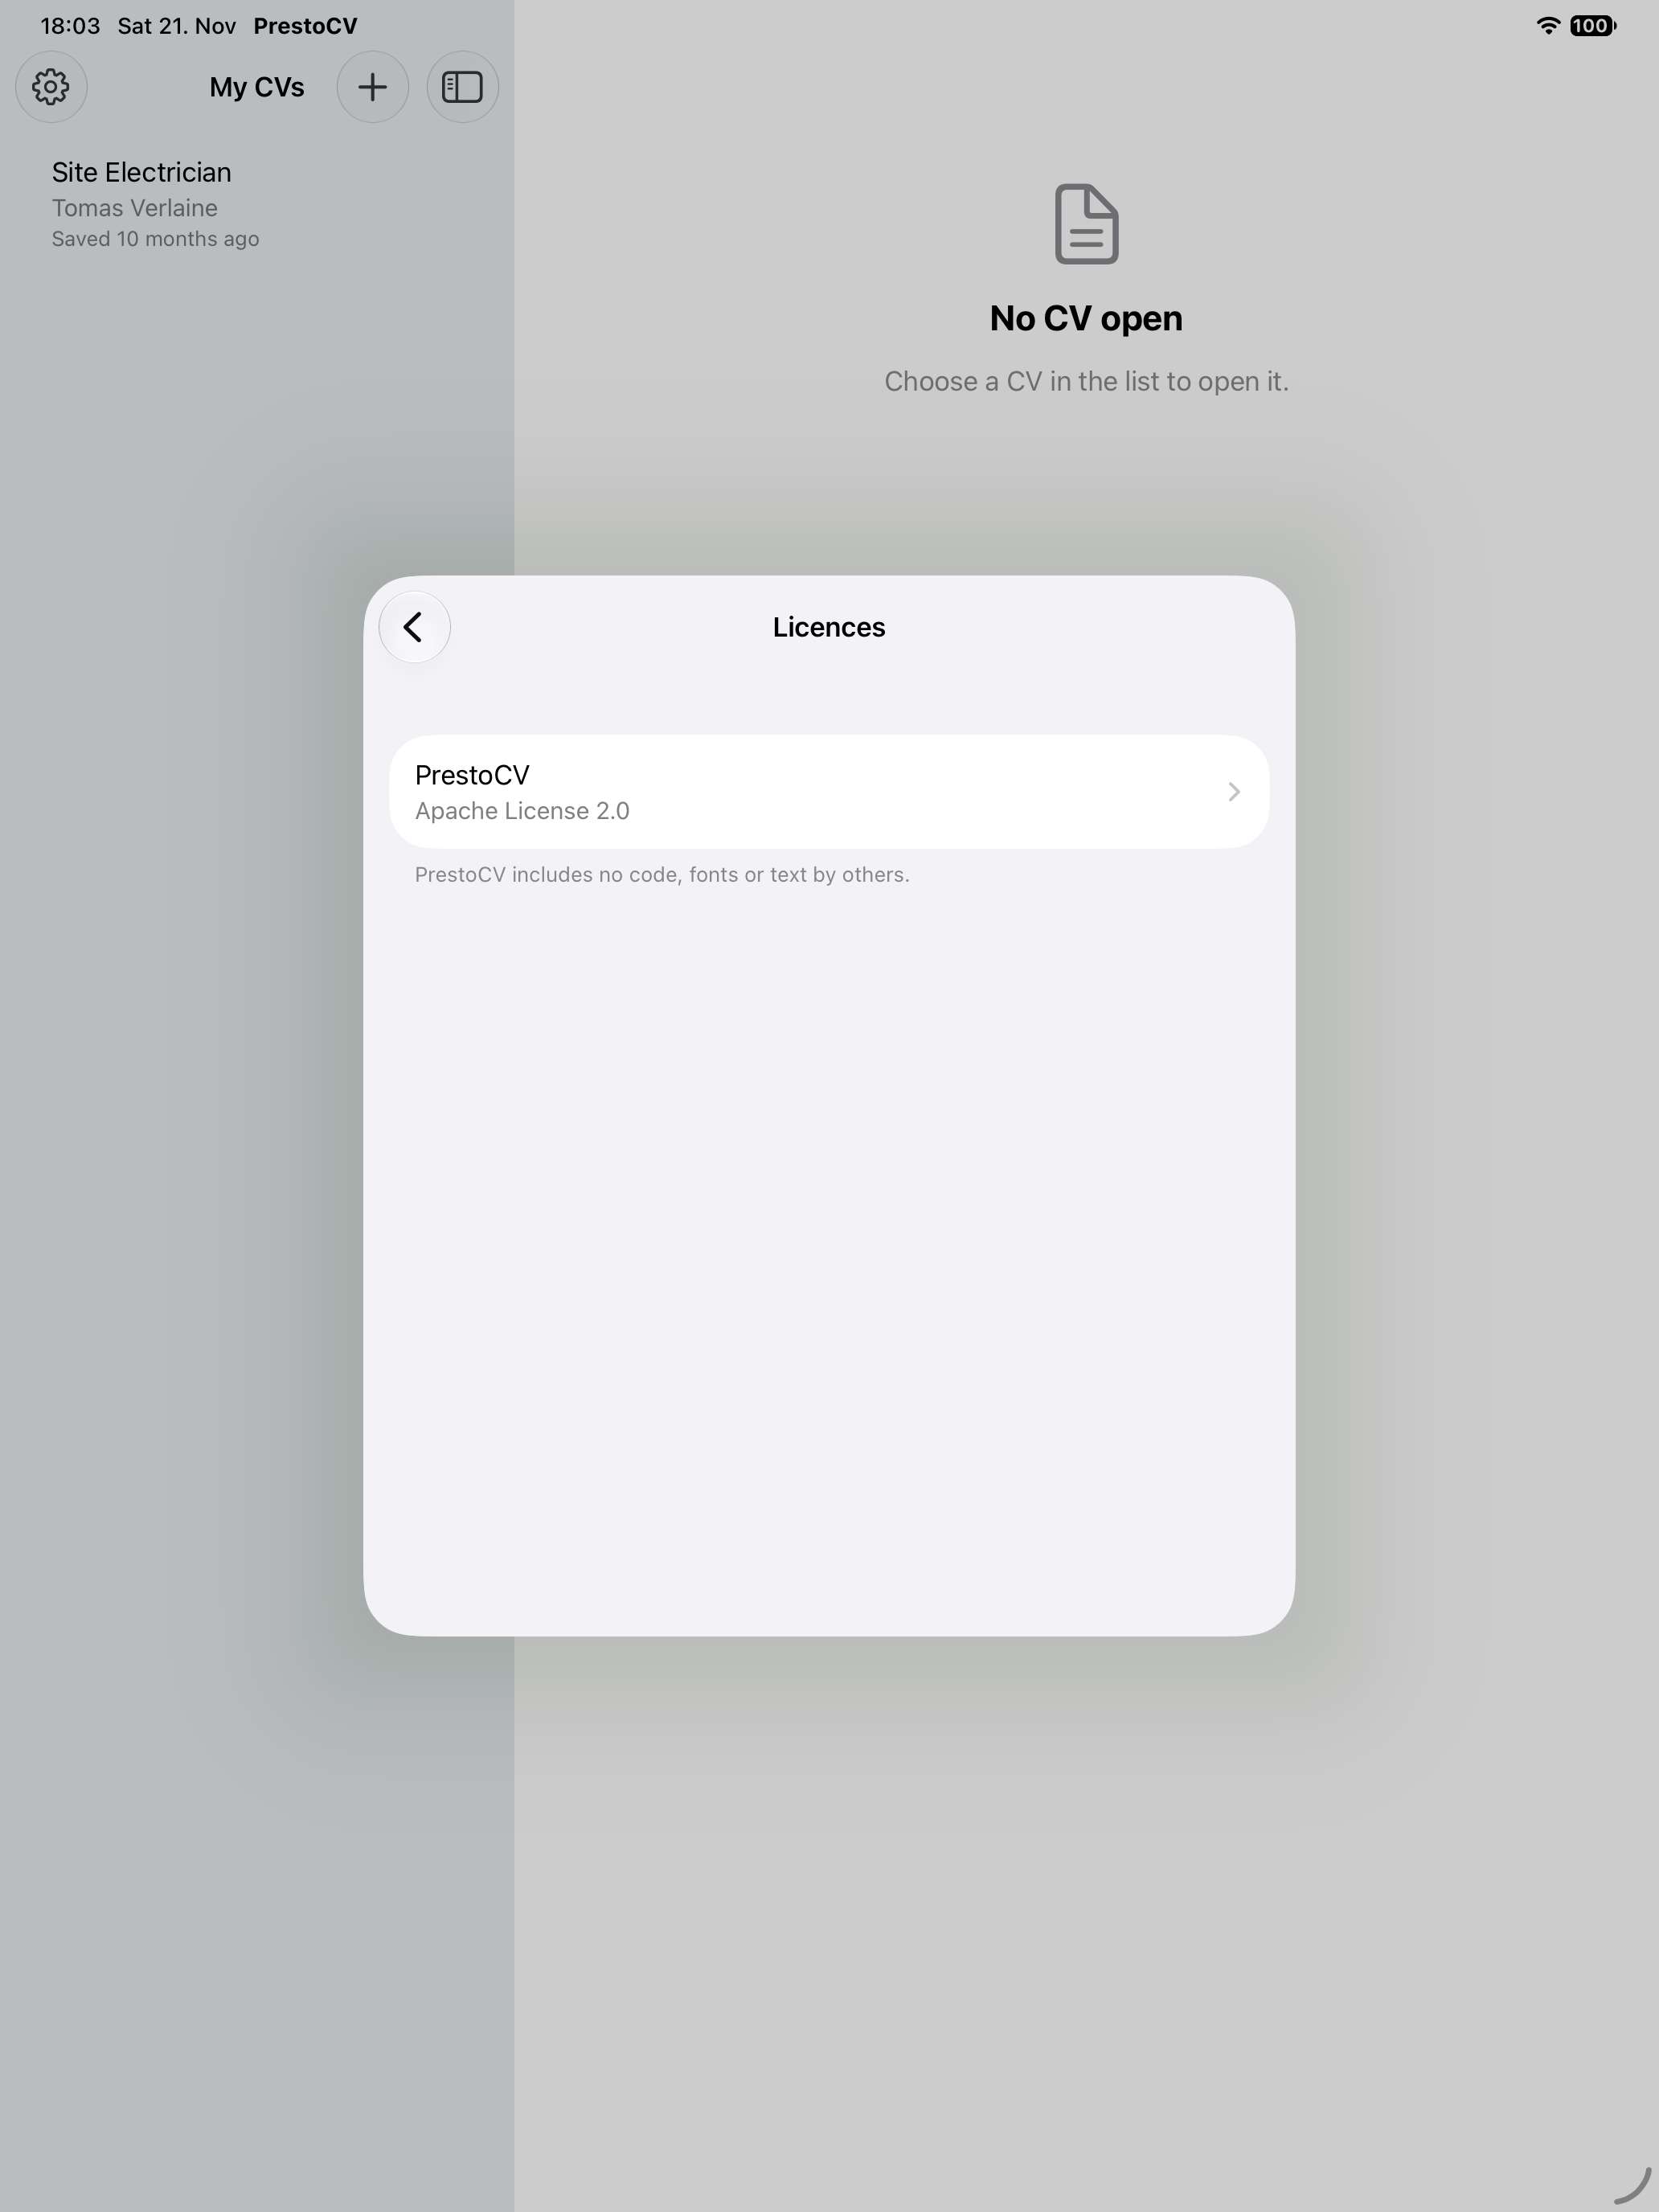 18:03 Sat 21. Nov PrestoCV
100
My CVs
Site Electrician
Tomas Verlaine
Saved 10 months ago
No CV open
Choose a CV in the list to open it.
Licences
PrestoCV
Apache License 2.0
PrestoCV includes no code, fonts or text by others.